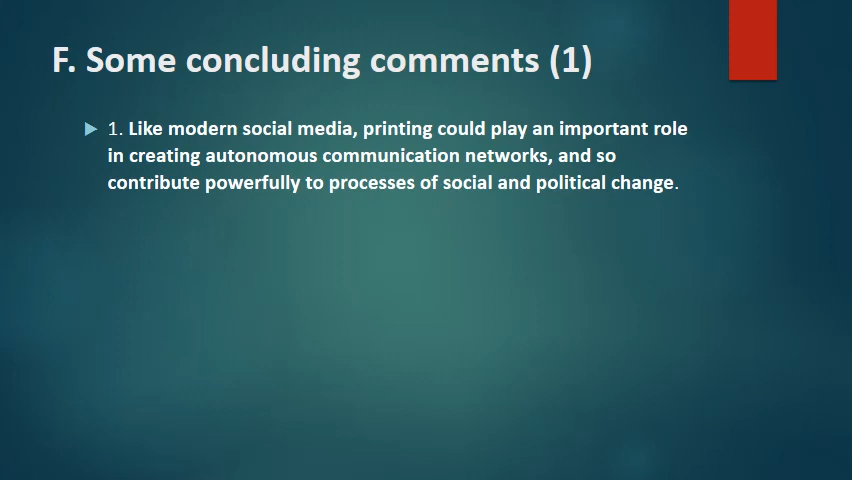 F. Some concluding comments (1)
1. Like modern social media, printing could play an important role
in creating autonomous communication networks, and so
contribute powerfully to processes of social and political change.